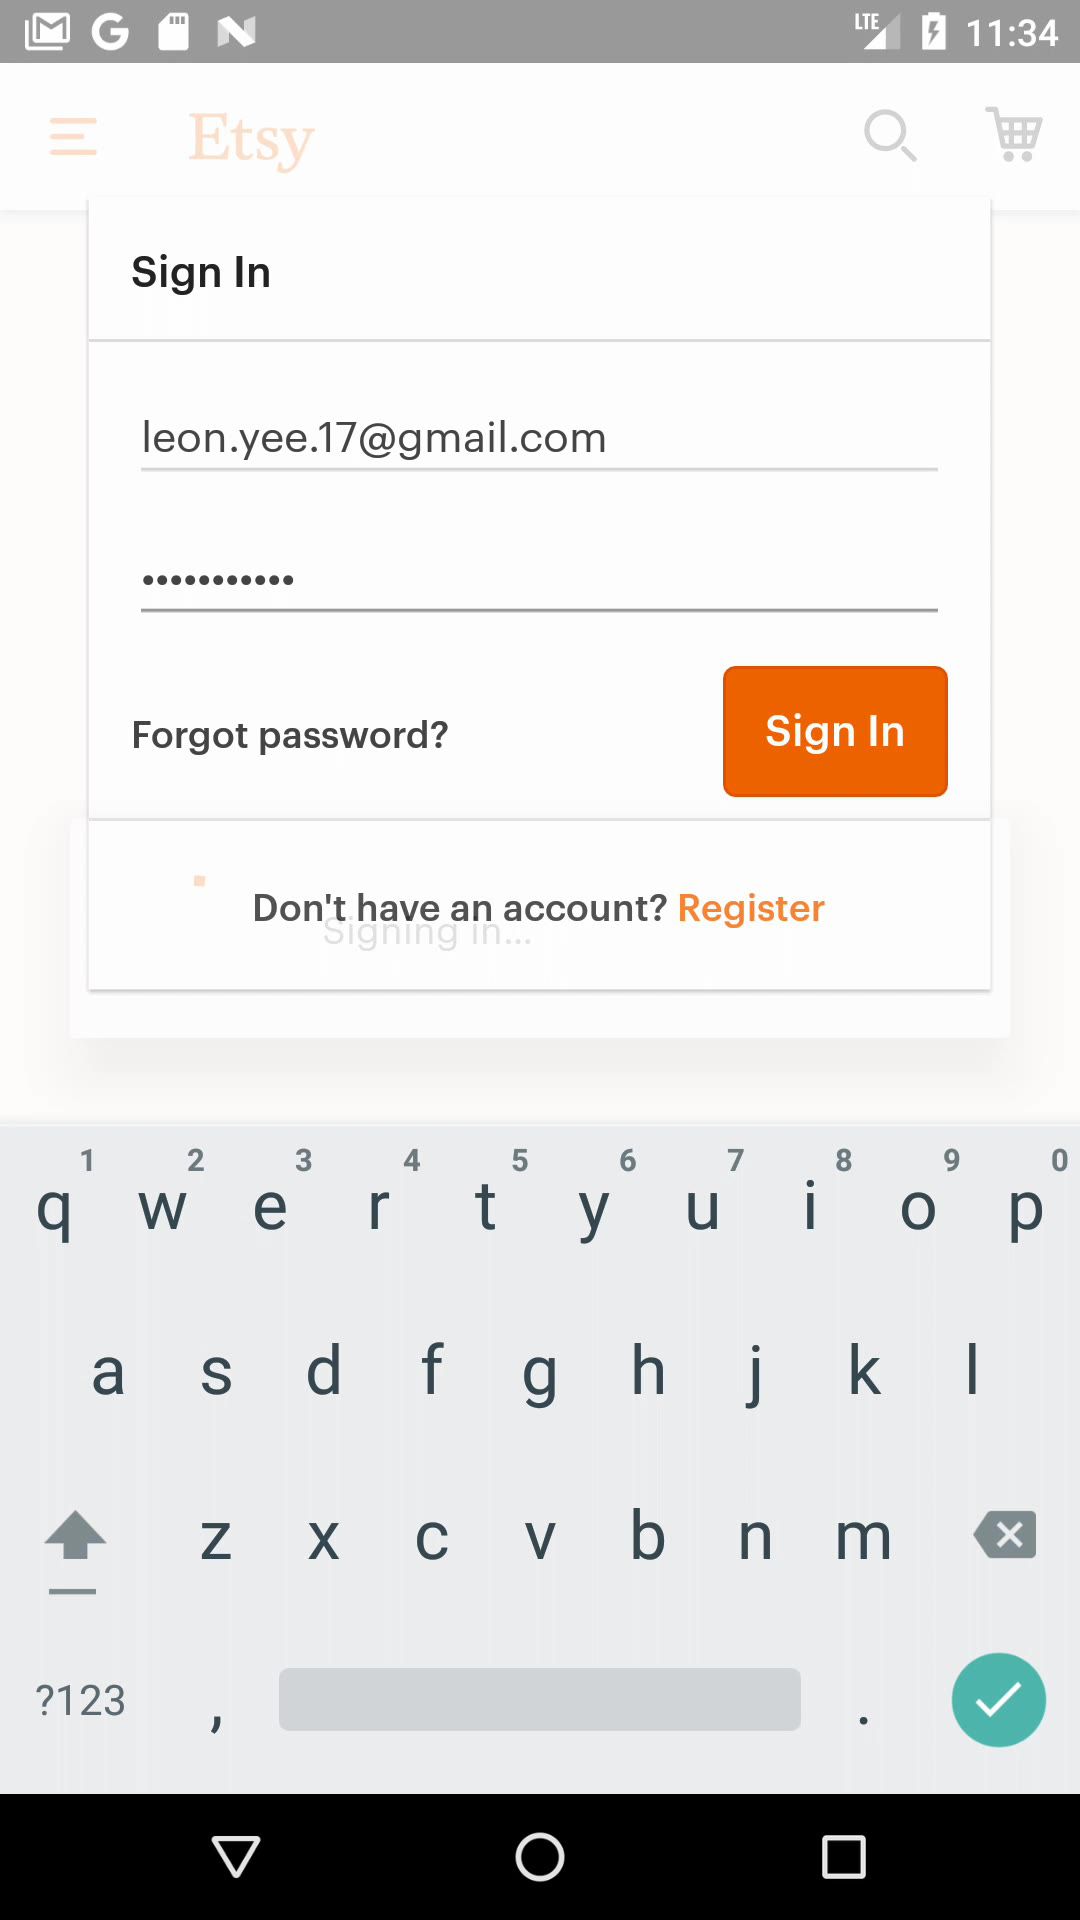 LTE 11:34
Etsy
Sign In
leon.yee.17@gmail.com
•••••••••••
Forgot password?
Sign In
Don't have an account? Register
Signing in...
1 2 3 4 5 6 7 8 9 0
q w e r t y u i o p
a s d f g h j k l
z x c v b n m
?123 , .